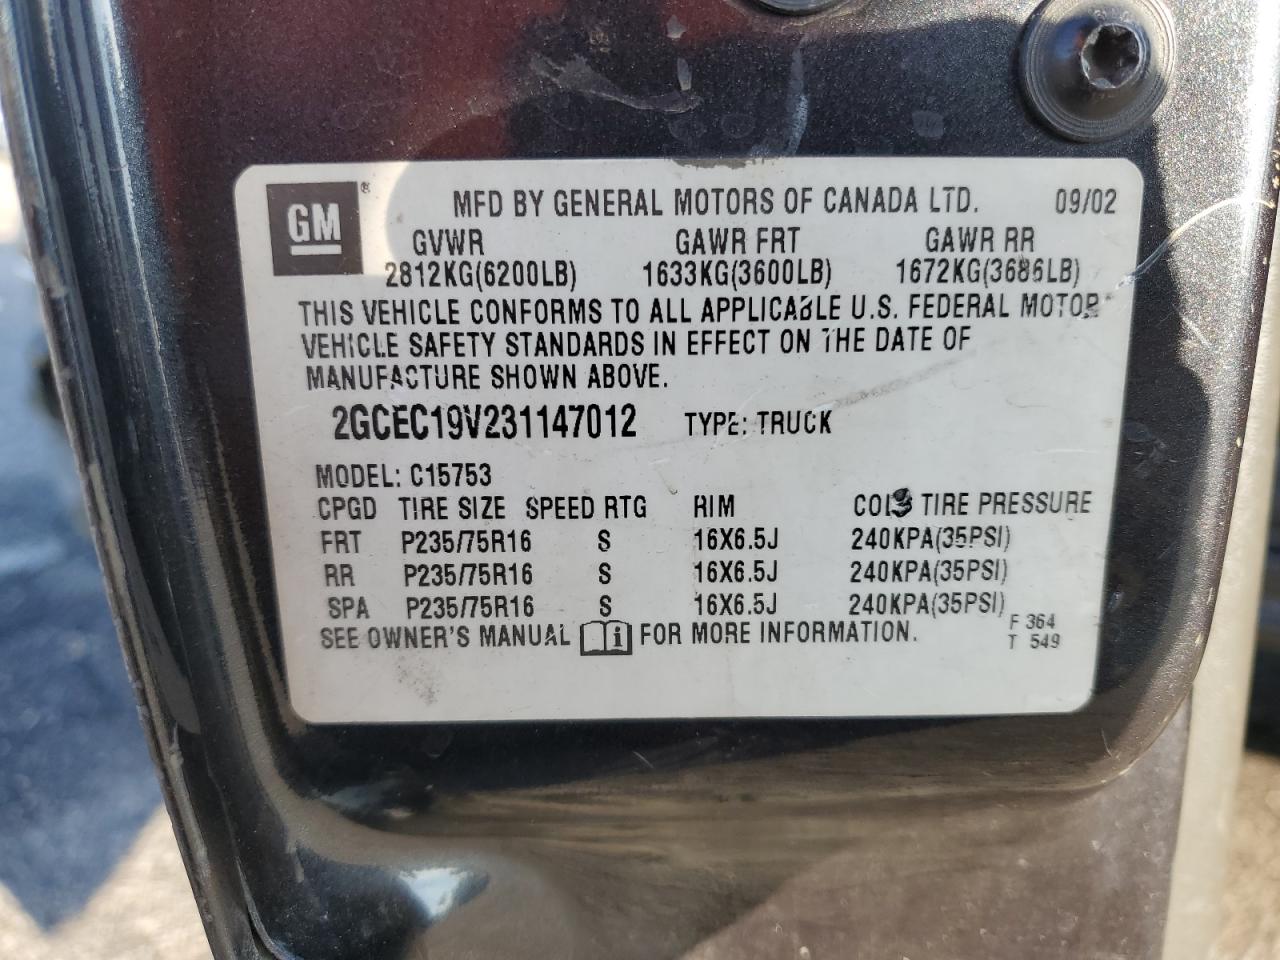 GM® MFD BY GENERAL MOTORS OF CANADA LTD. 09/02
GVWR GAWR FRT GAWR RR
2812KG(6200LB) 1633KG(3600LB) 1672KG(3686LB)
THIS VEHICLE CONFORMS TO ALL APPLICABLE U.S. FEDERAL MOTOR
VEHICLE SAFETY STANDARDS IN EFFECT ON THE DATE OF
MANUFACTURE SHOWN ABOVE.
2GCEC19V231147012 TYPE: TRUCK
MODEL: C15753
CPGD TIRE SIZE SPEED RTG RIM COLD TIRE PRESSURE
FRT P235/75R16 S 16X6.5J 240KPA(35PSI)
RR P235/75R16 S 16X6.5J 240KPA(35PSI)
SPA P235/75R16 S 16X6.5J 240KPA(35PSI)
SEE OWNER'S MANUAL i FOR MORE INFORMATION.
F 364
T 549